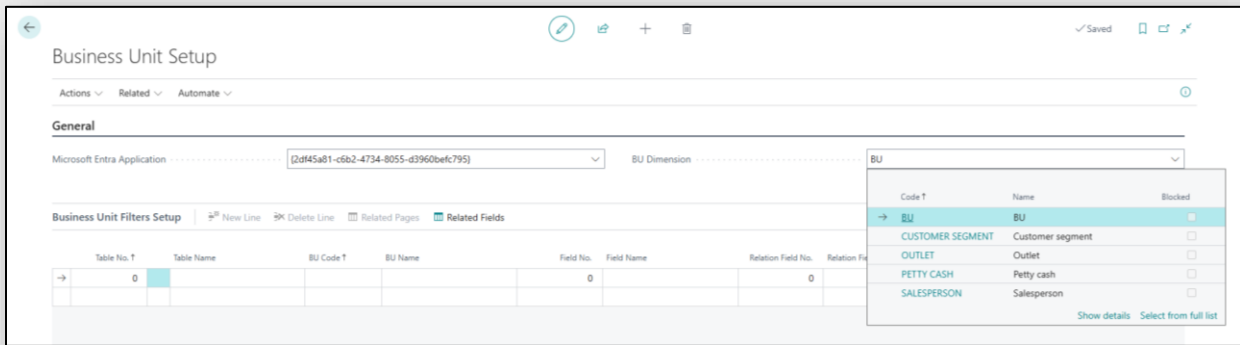 Saved
Business Unit Setup
Actions Related Automate
General
Microsoft Entra Application {2df45a81-c6b2-4734-8055-d3960befc795} BU Dimension BU
Code ↑ Name Blocked
→ BU BU
Business Unit Filters Setup New Line Delete Line Related Pages Related Fields
CUSTOMER SEGMENT Customer segment
OUTLET Outlet
Table No. ↑ Table Name BU Code ↑ BU Name Field No. Field Name Relation Field No.
PETTY CASH Petty cash
→ 0 0 0
SALESPERSON Salesperson
Show details Select from full list